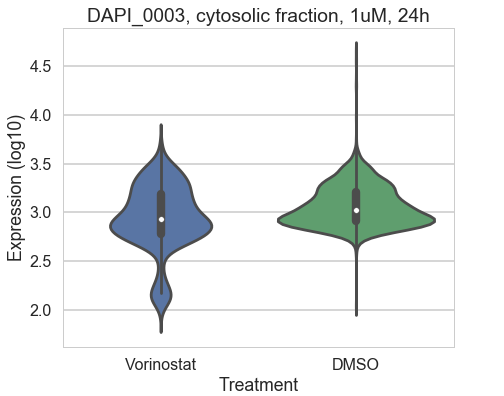 DAPI_0003, cytosolic fraction, 1uM, 24h
Expression (log10)
4.5
4.0
3.5
3.0
2.5
2.0
Vorinostat
DMSO
Treatment